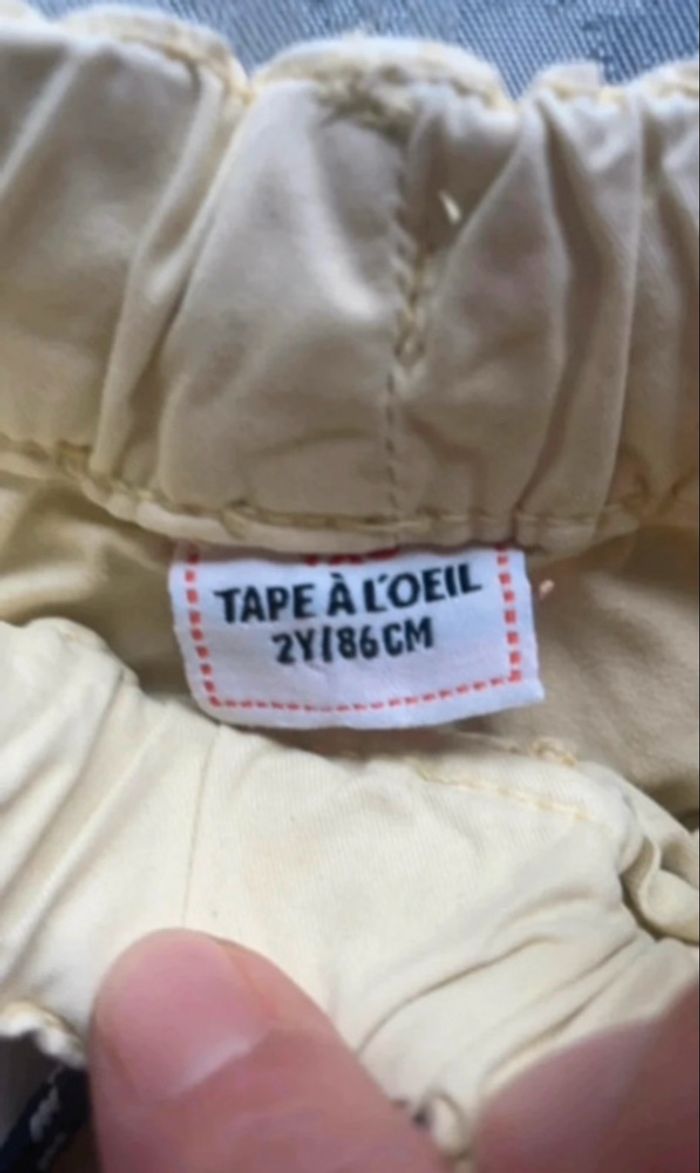 TAPE À L'OEIL
2Y/86CM